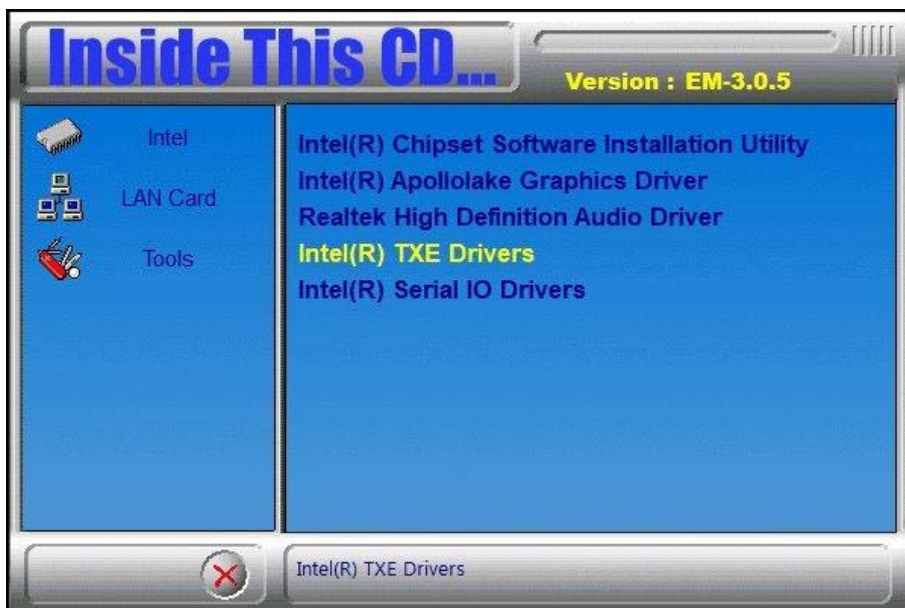 Inside This CD...
Version : EM-3.0.5
Intel
LAN Card
Tools
Intel(R) Chipset Software Installation Utility
Intel(R) Apollolake Graphics Driver
Realtek High Definition Audio Driver
Intel(R) TXE Drivers
Intel(R) Serial IO Drivers
Intel(R) TXE Drivers